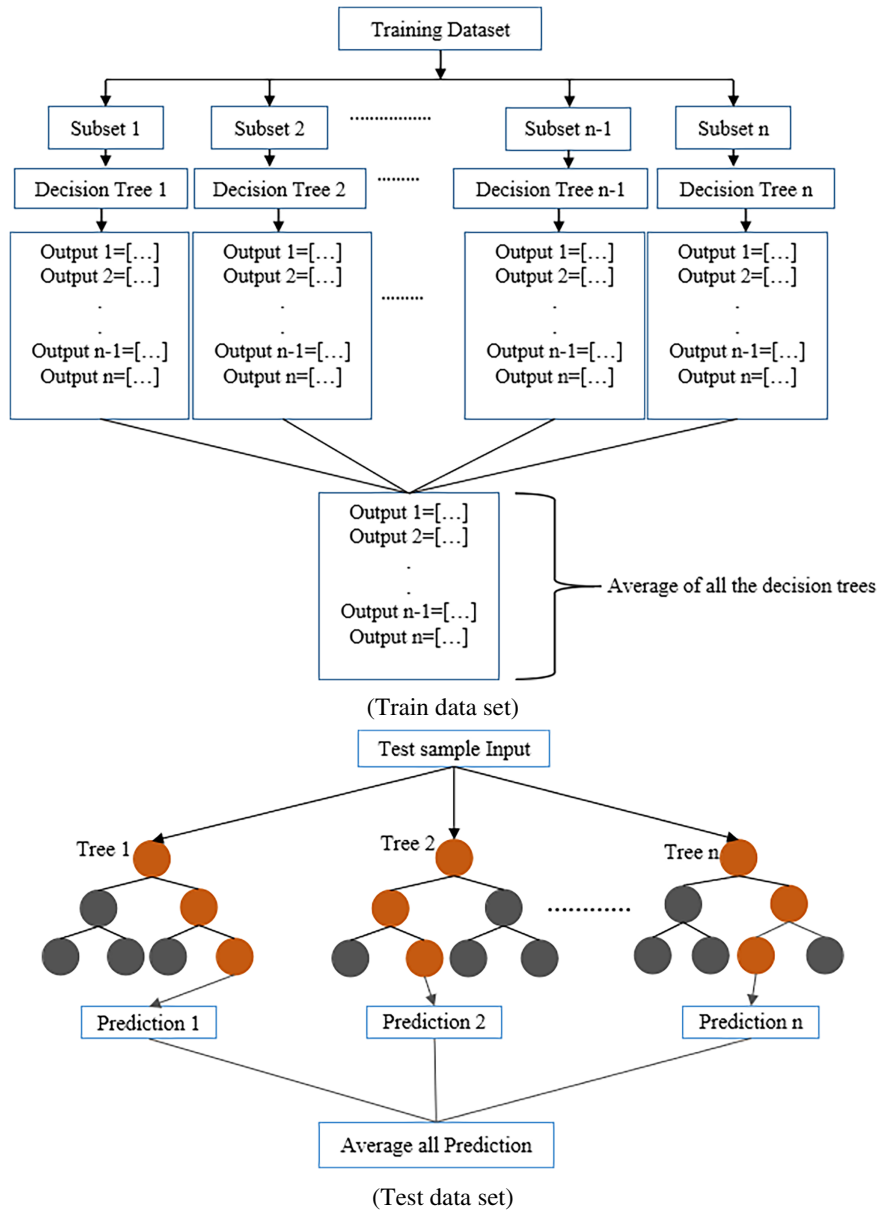 Training Dataset
Subset 1
Subset 2
..................
Subset n-1
Subset n
Decision Tree 1
Decision Tree 2
.........
Decision Tree n-1
Decision Tree n
Output 1=[…]
Output 2=[…]
.
.
Output n-1=[…]
Output n=[…]
Output 1=[…]
Output 2=[…]
.
.
Output n-1=[…]
Output n=[…]
.........
Output 1=[…]
Output 2=[…]
.
.
Output n-1=[…]
Output n=[…]
Output 1=[…]
Output 2=[…]
.
.
Output n-1=[…]
Output n=[…]
Output 1=[…]
Output 2=[…]
.
.
Output n-1=[…]
Output n=[…]
Average of all the decision trees
(Train data set)
Test sample Input
Tree 1
Tree 2
Tree n
............
Prediction 1
Prediction 2
Prediction n
Average all Prediction
(Test data set)